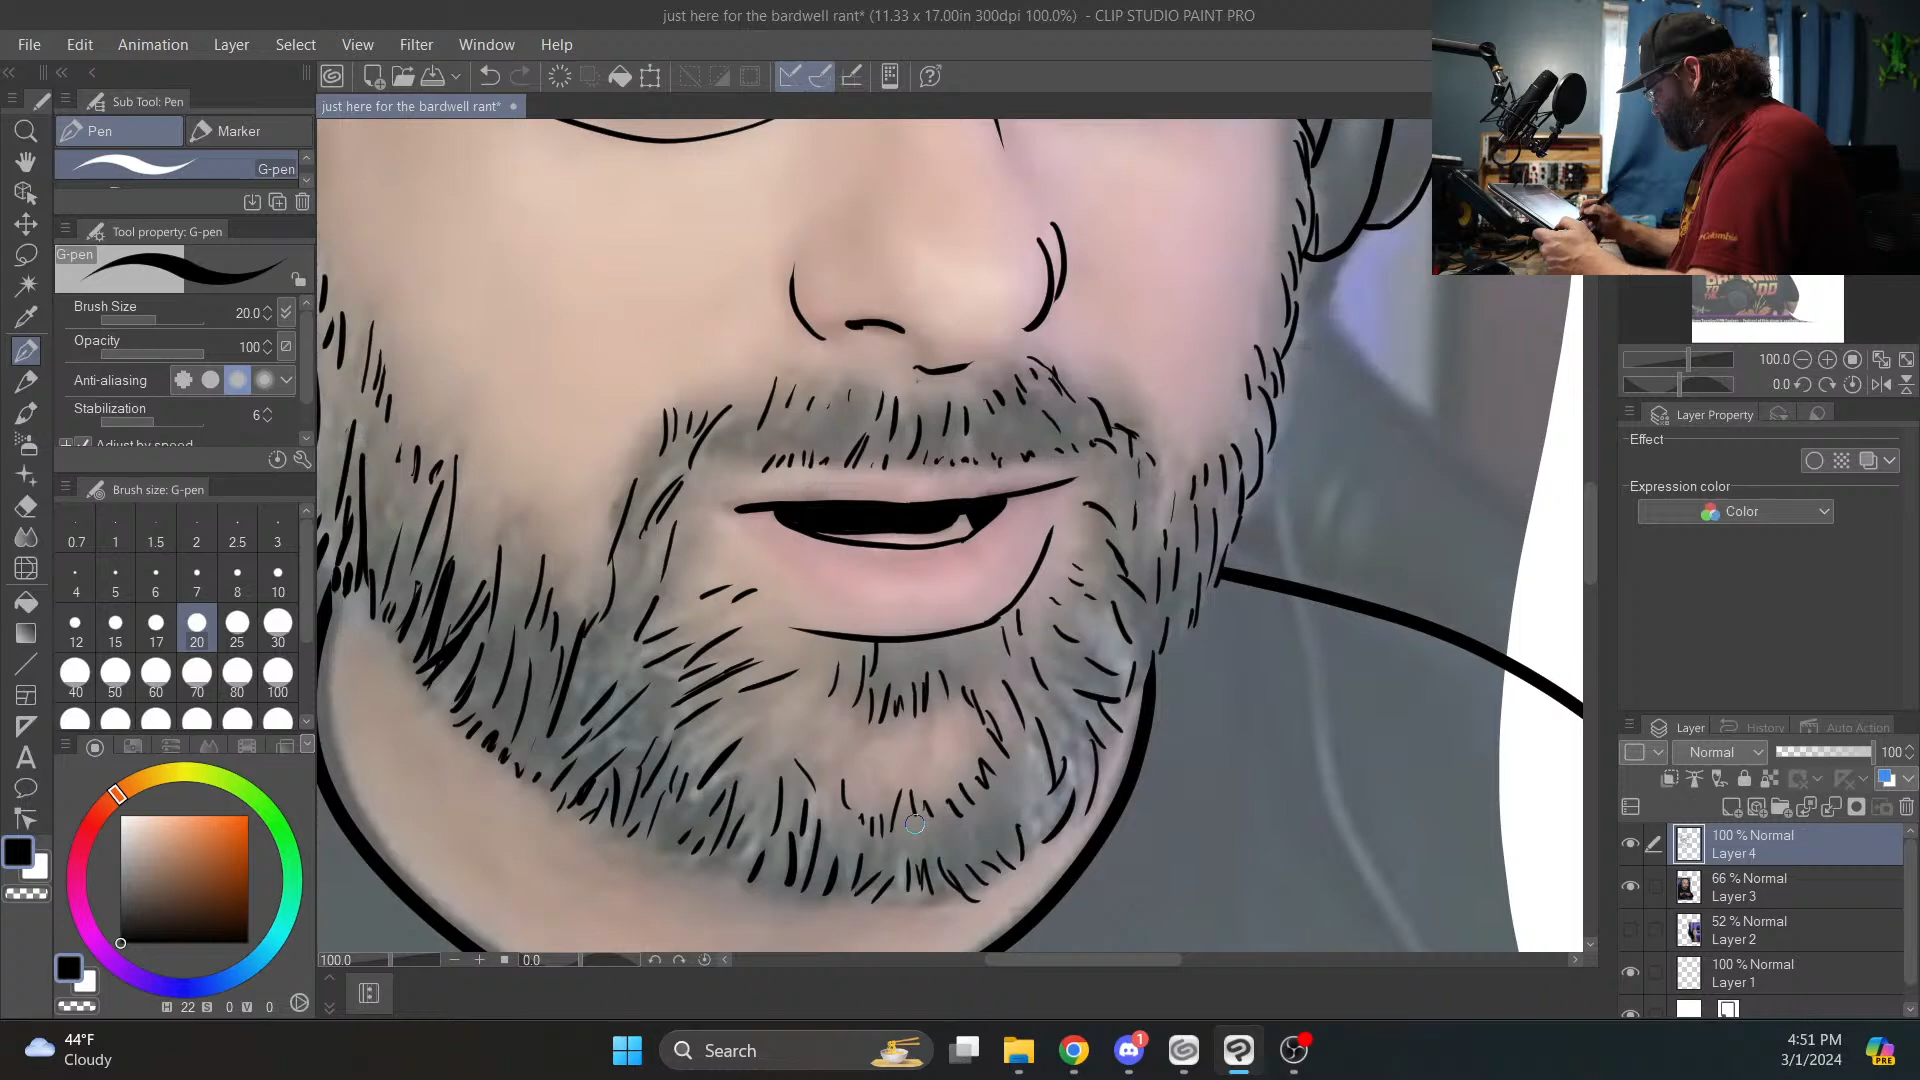 just here for the bardwell rant* (11.33 x 17.00in 300dpi 100.0%) - CLIP STUDIO PAINT PRO
File Edit Animation Layer Select View Filter Window Help
Sub Tool: Pen
just here for the bardwell rant*
Pen Marker
G-pen
Tool property: G-pen
G-pen
Brush Size 20.0
Opacity 100
Anti-aliasing
Stabilization 6
Adjust by speed
Brush size: G-pen
0.7 1 1.5 2 2.5 3
4 5 6 7 8 10
12 15 17 20 25 30
40 50 60 70 80 100
H 22 S 0 V 0
100.0 0.0
Columbia
100.0
0.0
Layer Property
Effect
Expression color
Color
Layer History Auto Action
Normal 100
100 % Normal
Layer 4
66 % Normal
Layer 3
52 % Normal
Layer 2
100 % Normal
Layer 1
44°F
Cloudy
Search
1
4:51 PM
3/1/2024
PRE